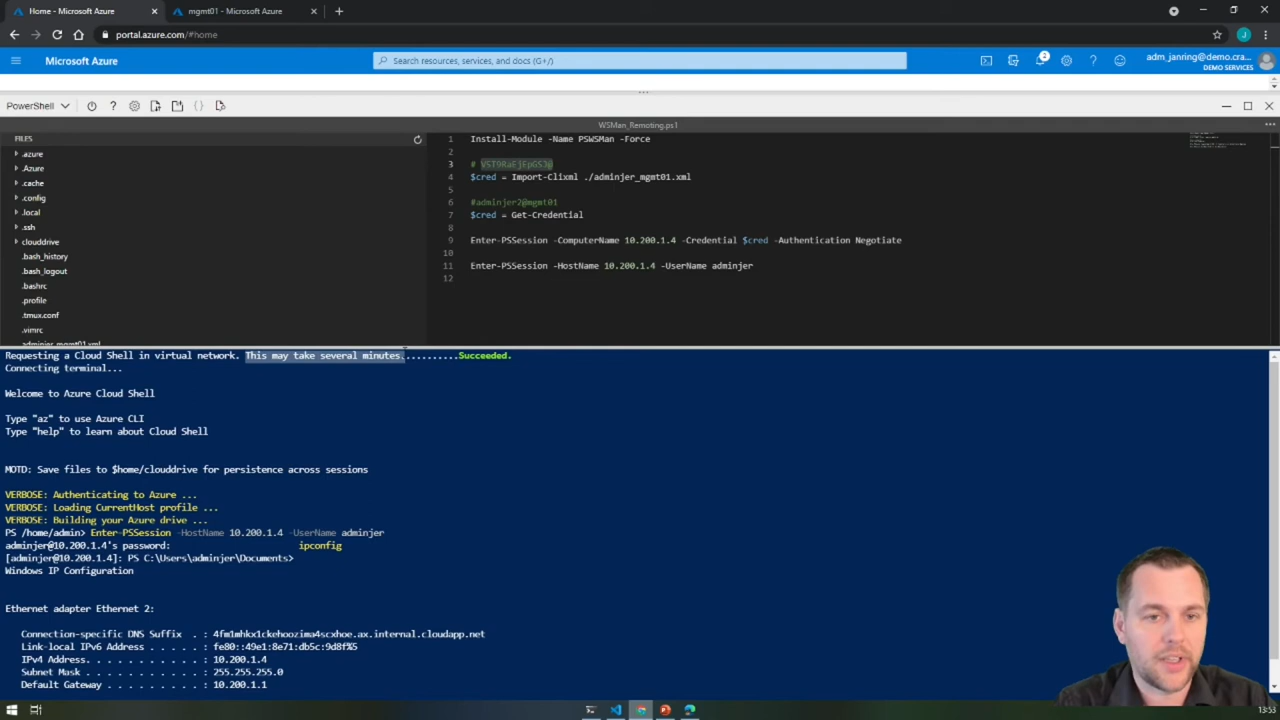 Home - Microsoft Azure
mgmt01 - Microsoft Azure
portal.azure.com/#home
Microsoft Azure
Search resources, services, and docs (G+/)
2
adm_janring@demo.cra...
DEMO SERVICES
J
PowerShell
WSMan_Remoting.ps1
FILES
.azure
.Azure
.cache
.config
.local
.ssh
clouddrive
.bash_history
.bash_logout
.bashrc
.profile
.tmux.conf
.vimrc
adminjer_mgmt01.xml
1 Install-Module -Name PSWSMan -Force
3 #
4 $cred = Import-Clixml ./adminjer_mgmt01.xml
5
6 #adminjer2@mgmt01
7 $cred = Get-Credential
8
9 Enter-PSSession -ComputerName 10.200.1.4 -Credential $cred -Authentication Negotiate
10
11 Enter-PSSession -HostName 10.200.1.4 -UserName adminjer
12
Requesting a Cloud Shell in virtual network. This may take several minutes...........Succeeded.
Connecting terminal...
Welcome to Azure Cloud Shell
Type "az" to use Azure CLI
Type "help" to learn about Cloud Shell
MOTD: Save files to $home/clouddrive for persistence across sessions
VERBOSE: Authenticating to Azure ...
VERBOSE: Loading CurrentHost profile ...
VERBOSE: Building your Azure drive ...
PS /home/admin> Enter-PSSession -HostName 10.200.1.4 -UserName adminjer
adminjer@10.200.1.4's password: ipconfig
[adminjer@10.200.1.4]: PS C:\Users\adminjer\Documents>
Windows IP Configuration
Ethernet adapter Ethernet 2:
Connection-specific DNS Suffix . :
Link-local IPv6 Address . . . . . : fe80::49e1:8e71:db5c:9d8f%5
IPv4 Address. . . . . . . . . . . : 10.200.1.4
Subnet Mask . . . . . . . . . . . : 255.255.255.0
Default Gateway . . . . . . . . . : 10.200.1.1
13:53